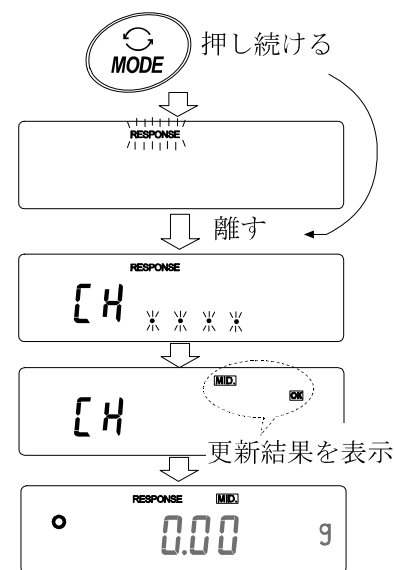 MODE 押し続ける
RESPONSE
離す
RESPONSE
CH
MID.
OK
CH
更新結果を表示
RESPONSE MID.
0.00 g